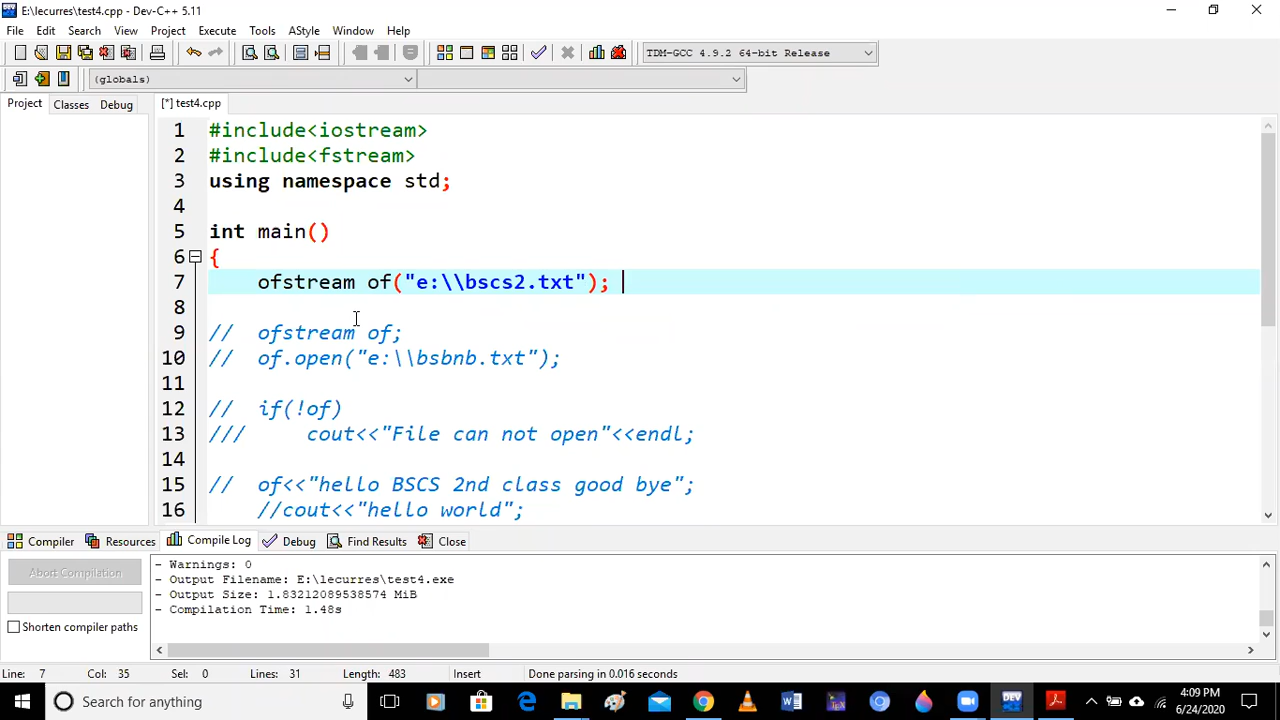 E:\lecurres\test4.cpp - Dev-C++ 5.11
File Edit Search View Project Execute Tools AStyle Window Help
TDM-GCC 4.9.2 64-bit Release
(globals)
Project Classes Debug [*] test4.cpp
1 #include<iostream>
2 #include<fstream>
3 using namespace std;
4
5 int main()
6 {
7 ofstream of("e:\\bscs2.txt");
8
9 // ofstream of;
10 // of.open("e:\\bsbnb.txt");
11
12 // if(!of)
13 /// cout<<"File can not open"<<endl;
14
15 // of<<"hello BSCS 2nd class good bye";
16 //cout<<"hello world";
Compiler Resources Compile Log Debug Find Results Close
Abort Compilation
Shorten compiler paths
- Warnings: 0
- Output Filename: E:\lecurres\test4.exe
- Output Size: 1.83212089538574 MiB
- Compilation Time: 1.48s
Line: 7 Col: 35 Sel: 0 Lines: 31 Length: 483 Insert Done parsing in 0.016 seconds
Search for anything
DEV
4:09 PM
6/24/2020